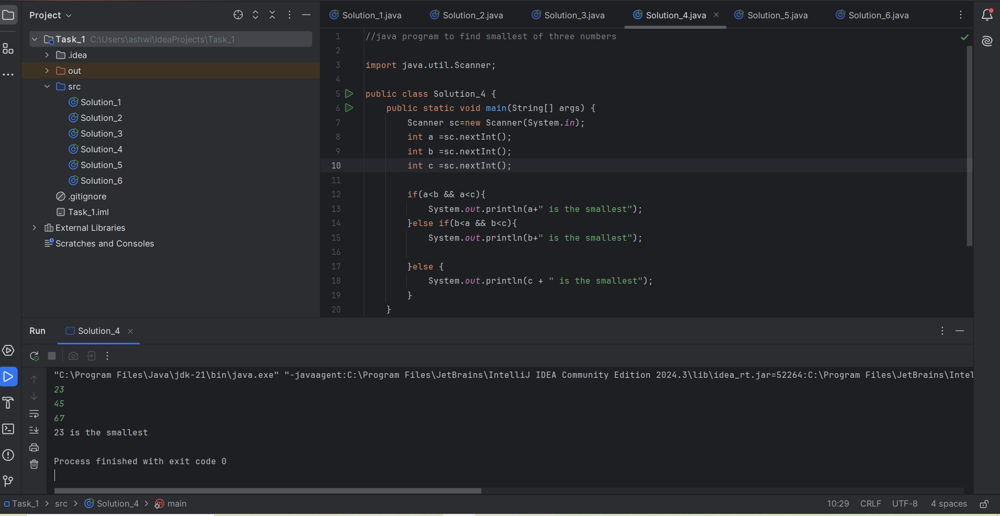 Project
Task_1 C:\Users\ashwi\IdeaProjects\Task_1
.idea
out
src
Solution_1
Solution_2
Solution_3
Solution_4
Solution_5
Solution_6
.gitignore
Task_1.iml
External Libraries
Scratches and Consoles
Solution_1.java Solution_2.java Solution_3.java Solution_4.java Solution_5.java Solution_6.java
1 //java program to find smallest of three numbers
2
3 import java.util.Scanner;
4
5 public class Solution_4 {
6 public static void main(String[] args) {
7 Scanner sc=new Scanner(System.in);
8 int a =sc.nextInt();
9 int b =sc.nextInt();
10 int c =sc.nextInt();
11
12 if(a<b && a<c){
13 System.out.println(a+" is the smallest");
14 }else if(b<a && b<c){
15 System.out.println(b+" is the smallest");
16
17 }else {
18 System.out.println(c + " is the smallest");
19 }
20 }
Run Solution_4
"C:\Program Files\Java\jdk-21\bin\java.exe" "-javaagent:C:\Program Files\JetBrains\IntelliJ IDEA Community Edition 2024.3\lib\idea_rt.jar=52264:C:\Program Files\JetBrains\Intel
23
45
67
23 is the smallest
Process finished with exit code 0
Task_1 > src > Solution_4 > main 10:29 CRLF UTF-8 4 spaces